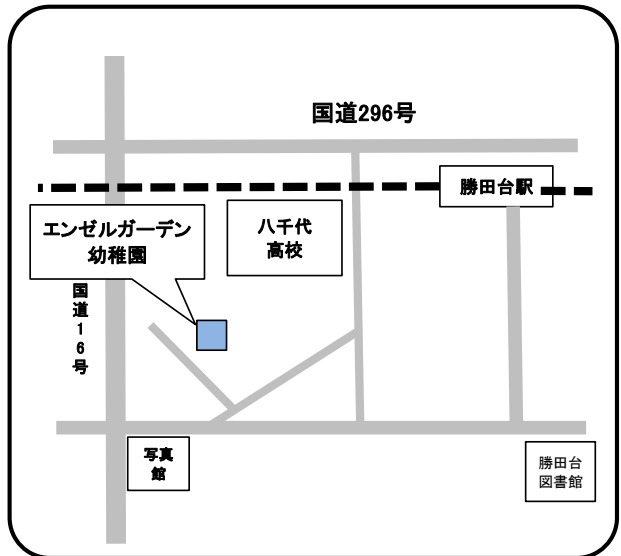 国道296号
勝田台駅
エンゼルガーデン
幼稚園
八千代
高校
国道16号
写真
館
勝田台
図書館